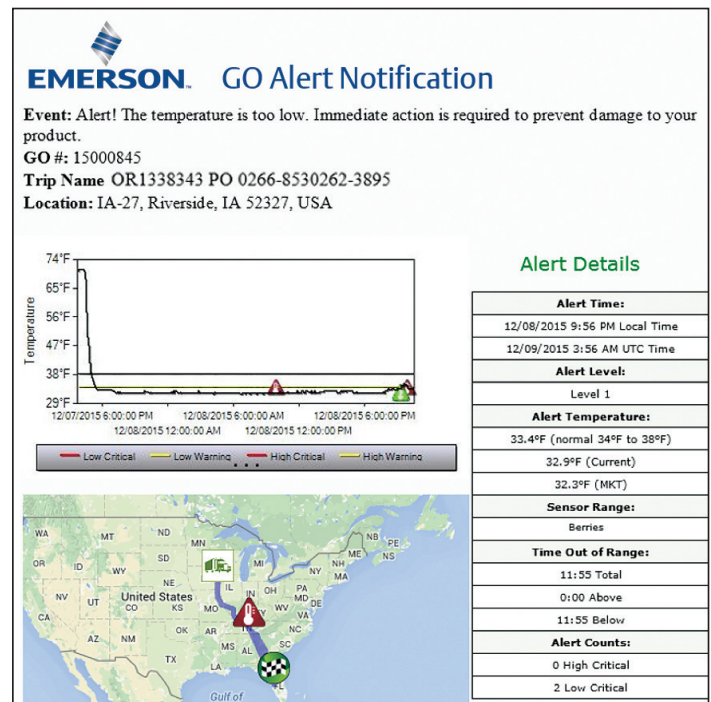 EMERSON
GO Alert Notification
Event: Alert! The temperature is too low. Immediate action is required to prevent damage to your
product.
GO #: 15000845
Trip Name OR1338343 PO 0266-8530262-3895
Location: IA-27, Riverside, IA 52327, USA
Temperature
74°F
65°F
56°F
47°F
38°F
29°F
12/07/2015 6:00:00 PM 12/08/2015 6:00:00 AM 12/08/2015 6:00:00 PM
12/08/2015 12:00:00 AM 12/08/2015 12:00:00 PM
Low Critical Low Warning High Critical High Warning
Alert Details
Alert Time:
12/08/2015 9:56 PM Local Time
12/09/2015 3:56 AM UTC Time
Alert Level:
Level 1
Alert Temperature:
33.4°F (normal 34°F to 38°F)
32.9°F (Current)
32.3°F (MKT)
Sensor Range:
Berries
Time Out of Range:
11:55 Total
0:00 Above
11:55 Below
Alert Counts:
0 High Critical
2 Low Critical
WA MT ND MN NB PE
OR ID WY SD MI NY NH ME NS
MA
NV UT United States NE IL IN OH PA
CO KS MO WV MD DE
CA VA
AZ NM OK AR NC
MS AL SC
TX LA
FL
Gulf of